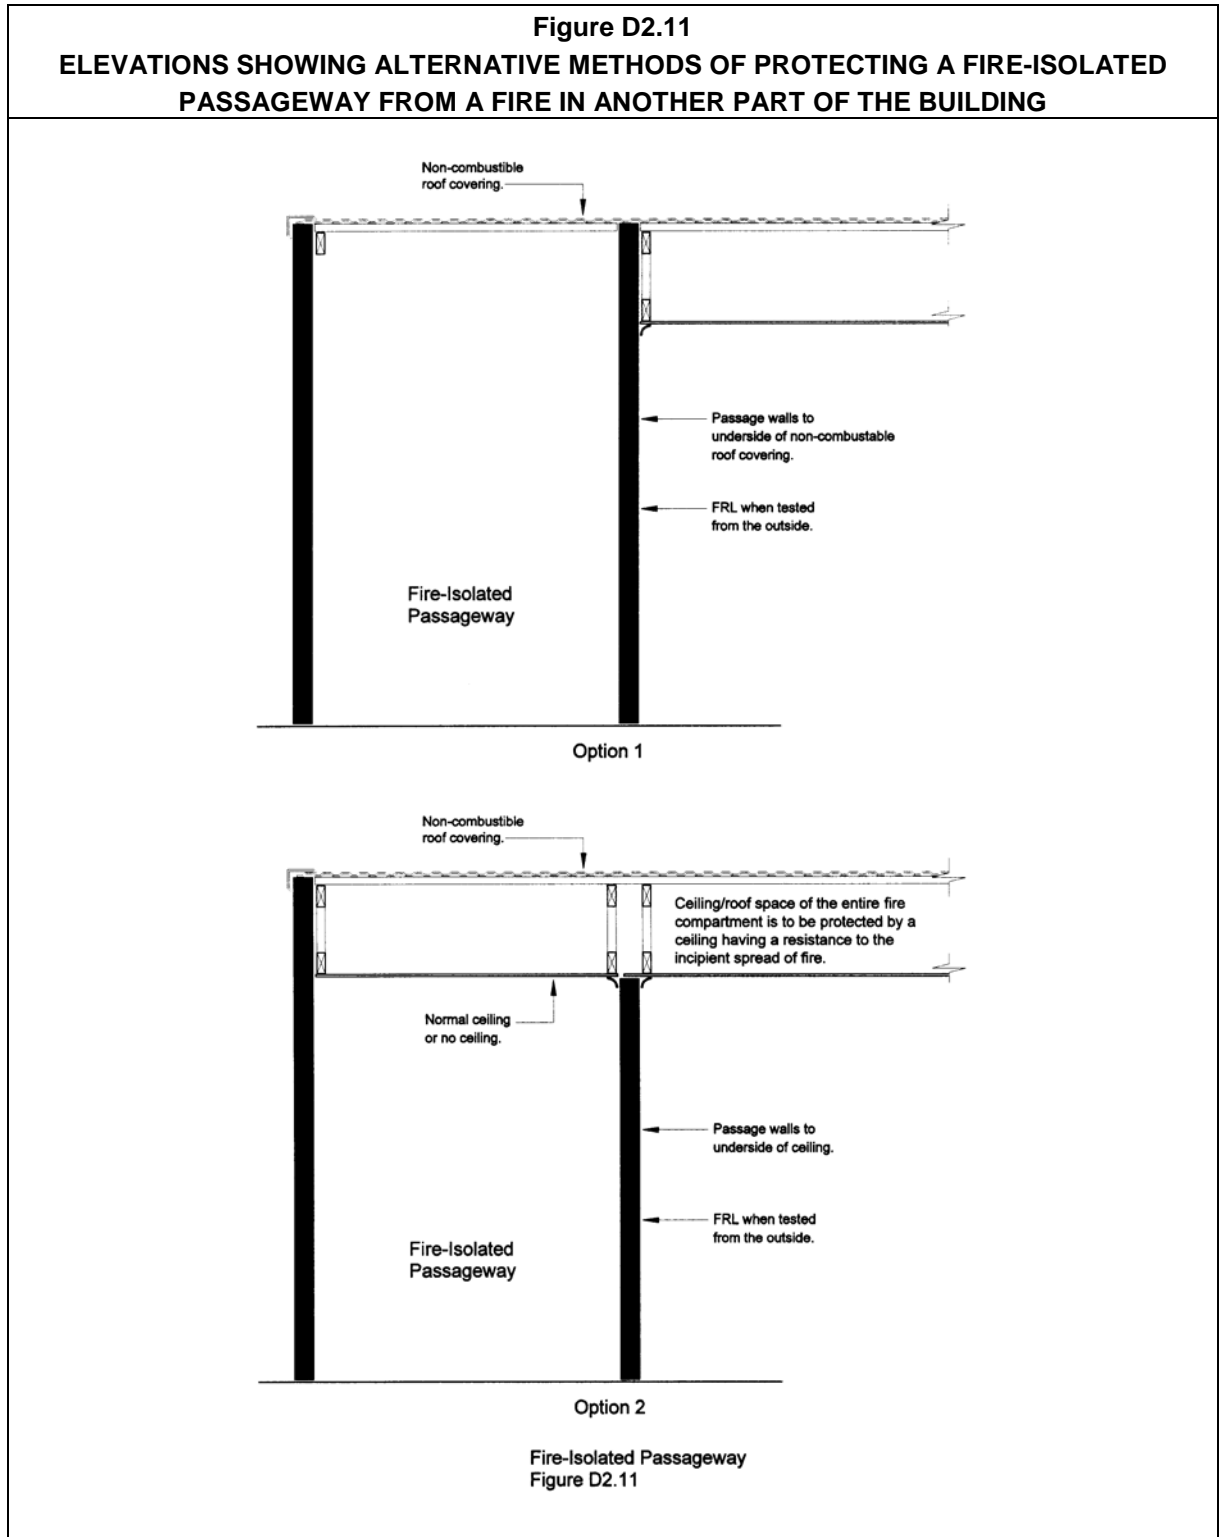 Figure D2.11
ELEVATIONS SHOWING ALTERNATIVE METHODS OF PROTECTING A FIRE-ISOLATED
PASSAGEWAY FROM A FIRE IN ANOTHER PART OF THE BUILDING
Non-combustible
roof covering.
Passage walls to
underside of non-combustable
roof covering.
FRL when tested
from the outside.
Fire-Isolated
Passageway
Option 1
Non-combustible
roof covering.
Ceiling/roof space of the entire fire
compartment is to be protected by a
ceiling having a resistance to the
incipient spread of fire.
Normal ceiling
or no ceiling.
Passage walls to
underside of ceiling.
FRL when tested
from the outside.
Fire-Isolated
Passageway
Option 2
Fire-Isolated Passageway
Figure D2.11